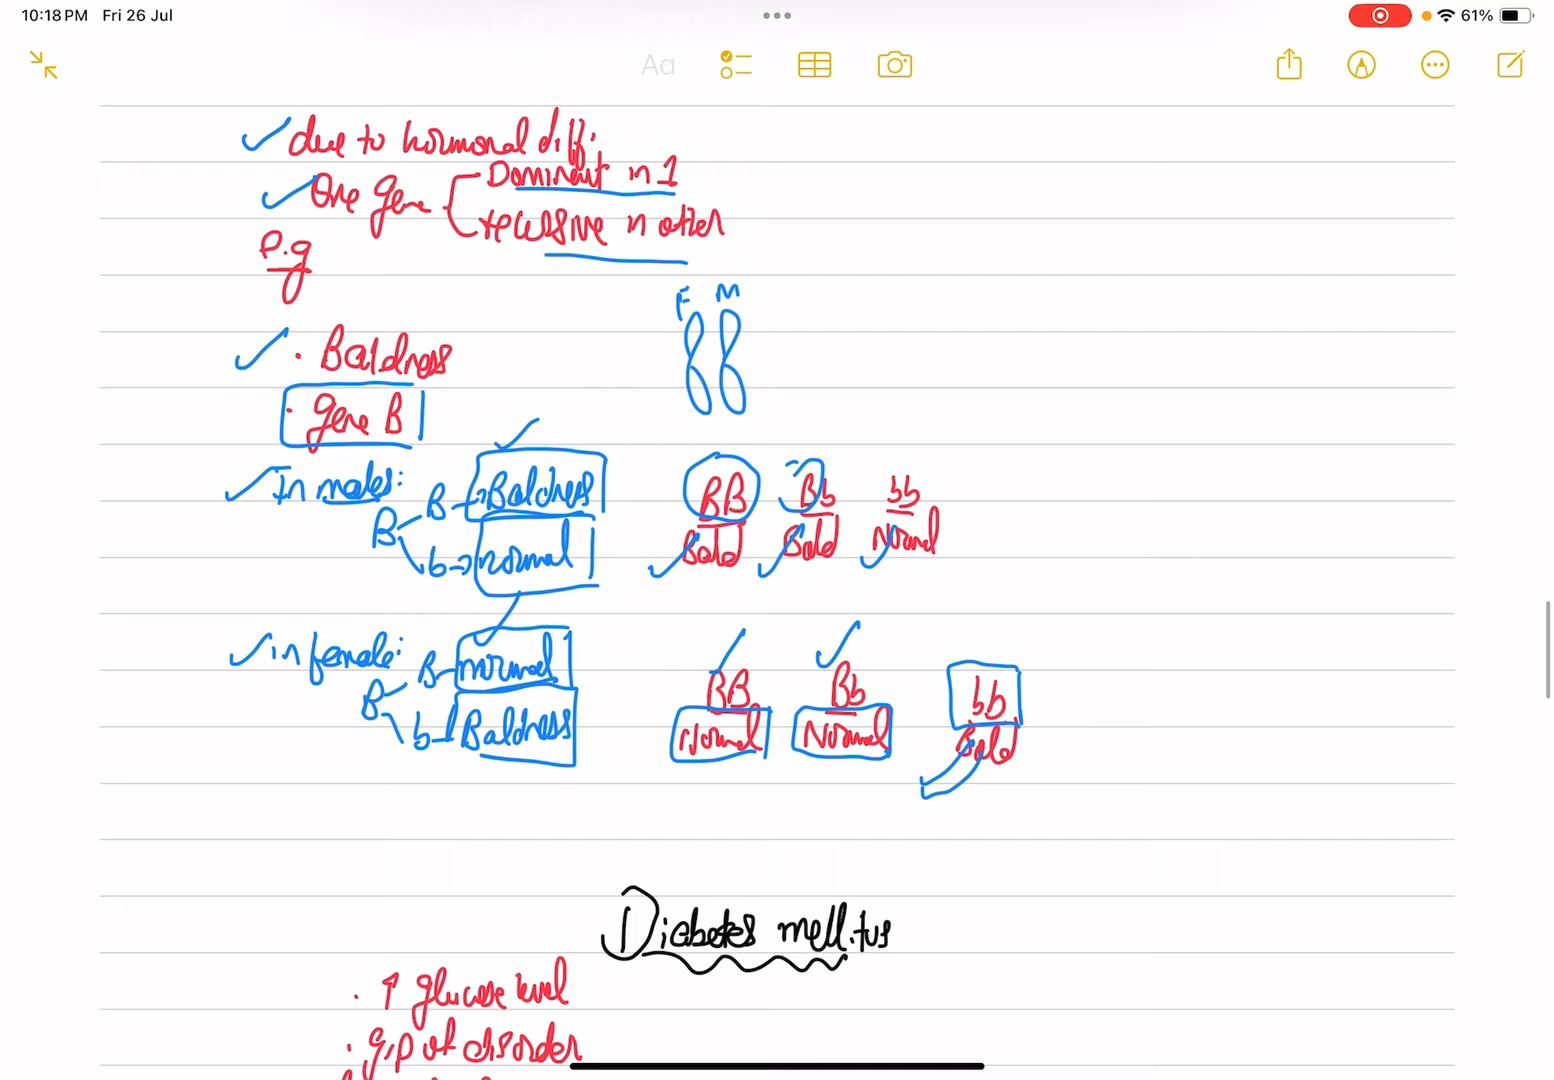 10:18 PM Fri 26 Jul
61%
Aa
due to hormonal diff.
One gene
Dominant in 1
recessive in other
e.g
F M
· Baldness
· gene B
In males:
B
B → Baldness
b → normal
BB
Bald
Bb
Bald
bb
Normal
in female:
B
B - normal
b - Baldness
BB
Normal
Bb
Normal
bb
Bald
Diabetes mellitus
· ↑ glucose level
· g,p of disorder